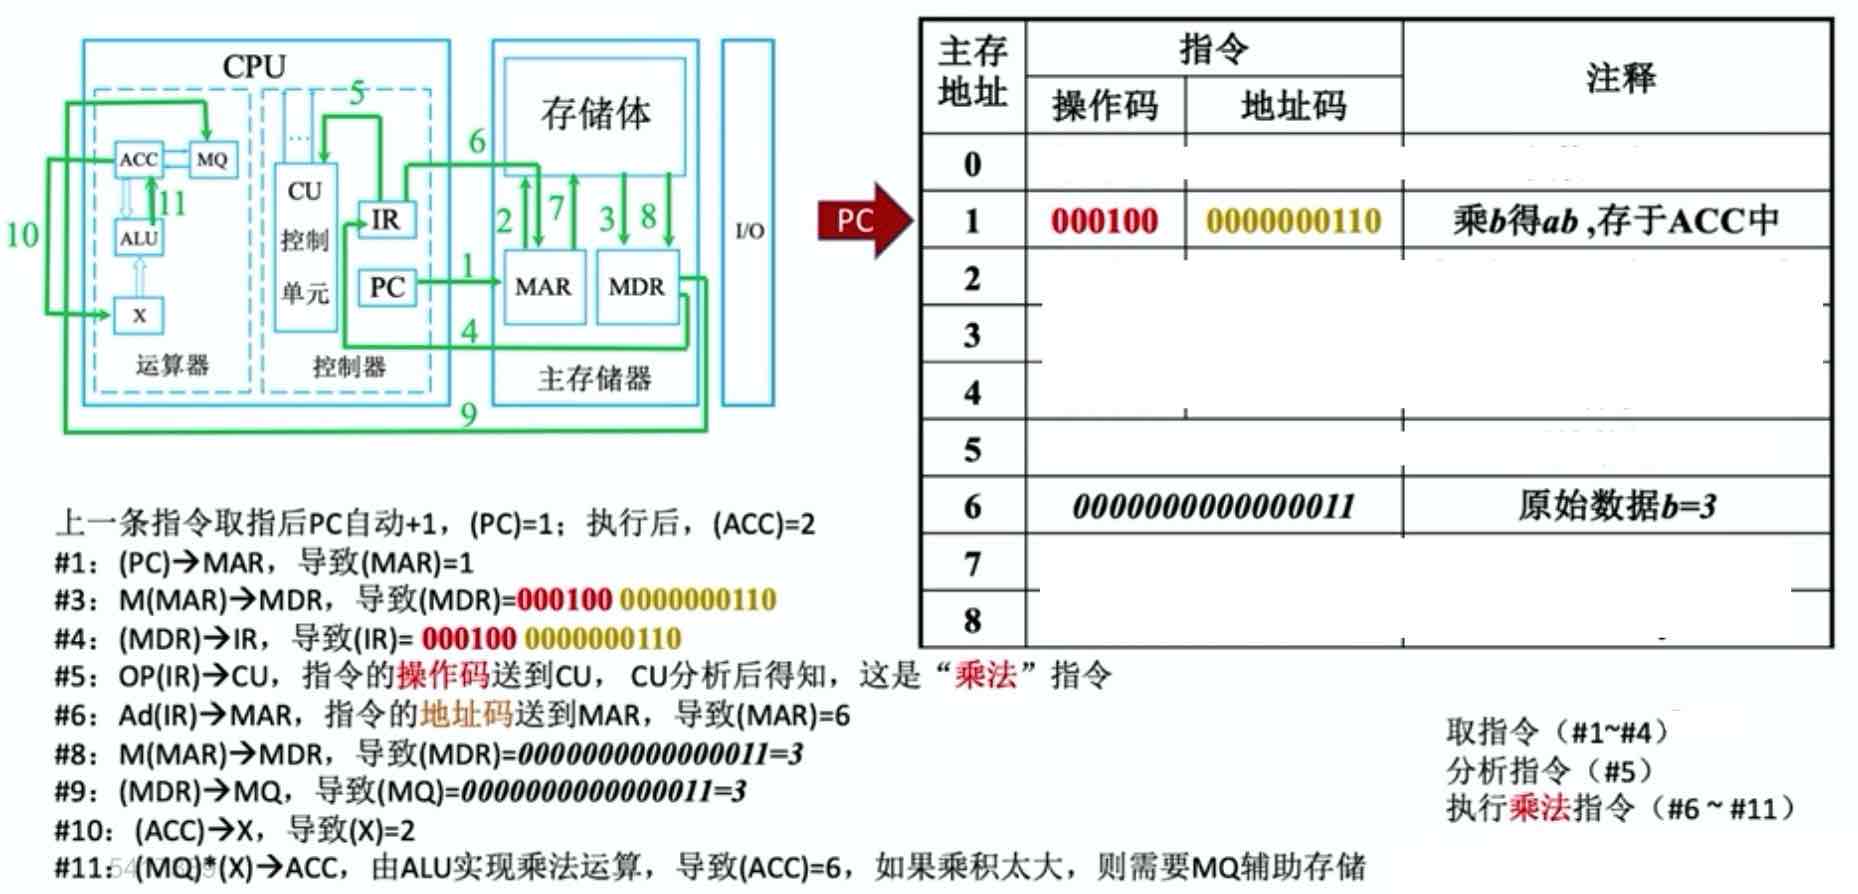 CPU
5
存储体
6
ACC
MQ
...
CU
11
IR
2
7
3
8
10
ALU
控制
I/O
1
单元
PC
MAR
MDR
X
4
运算器
控制器
主存储器
9
PC
主存地址
指令
注释
操作码
地址码
0
1
000100
0000000110
乘b得ab ,存于ACC中
2
3
4
5
6
0000000000000011
原始数据b=3
7
8
上一条指令取指后PC自动+1，(PC)=1；执行后，(ACC)=2
#1：(PC)→MAR，导致(MAR)=1
#3：M(MAR)→MDR，导致(MDR)=000100 0000000110
#4：(MDR)→IR，导致(IR)= 000100 0000000110
#5：OP(IR)→CU，指令的操作码送到CU， CU分析后得知，这是“乘法”指令
#6：Ad(IR)→MAR，指令的地址码送到MAR，导致(MAR)=6
#8：M(MAR)→MDR，导致(MDR)=0000000000000011=3
#9：(MDR)→MQ，导致(MQ)=0000000000000011=3
#10：(ACC)→X，导致(X)=2
#11：(MQ)*(X)→ACC，由ALU实现乘法运算，导致(ACC)=6，如果乘积太大，则需要MQ辅助存储
取指令（#1~#4）
分析指令（#5）
执行乘法指令（#6 ~ #11）